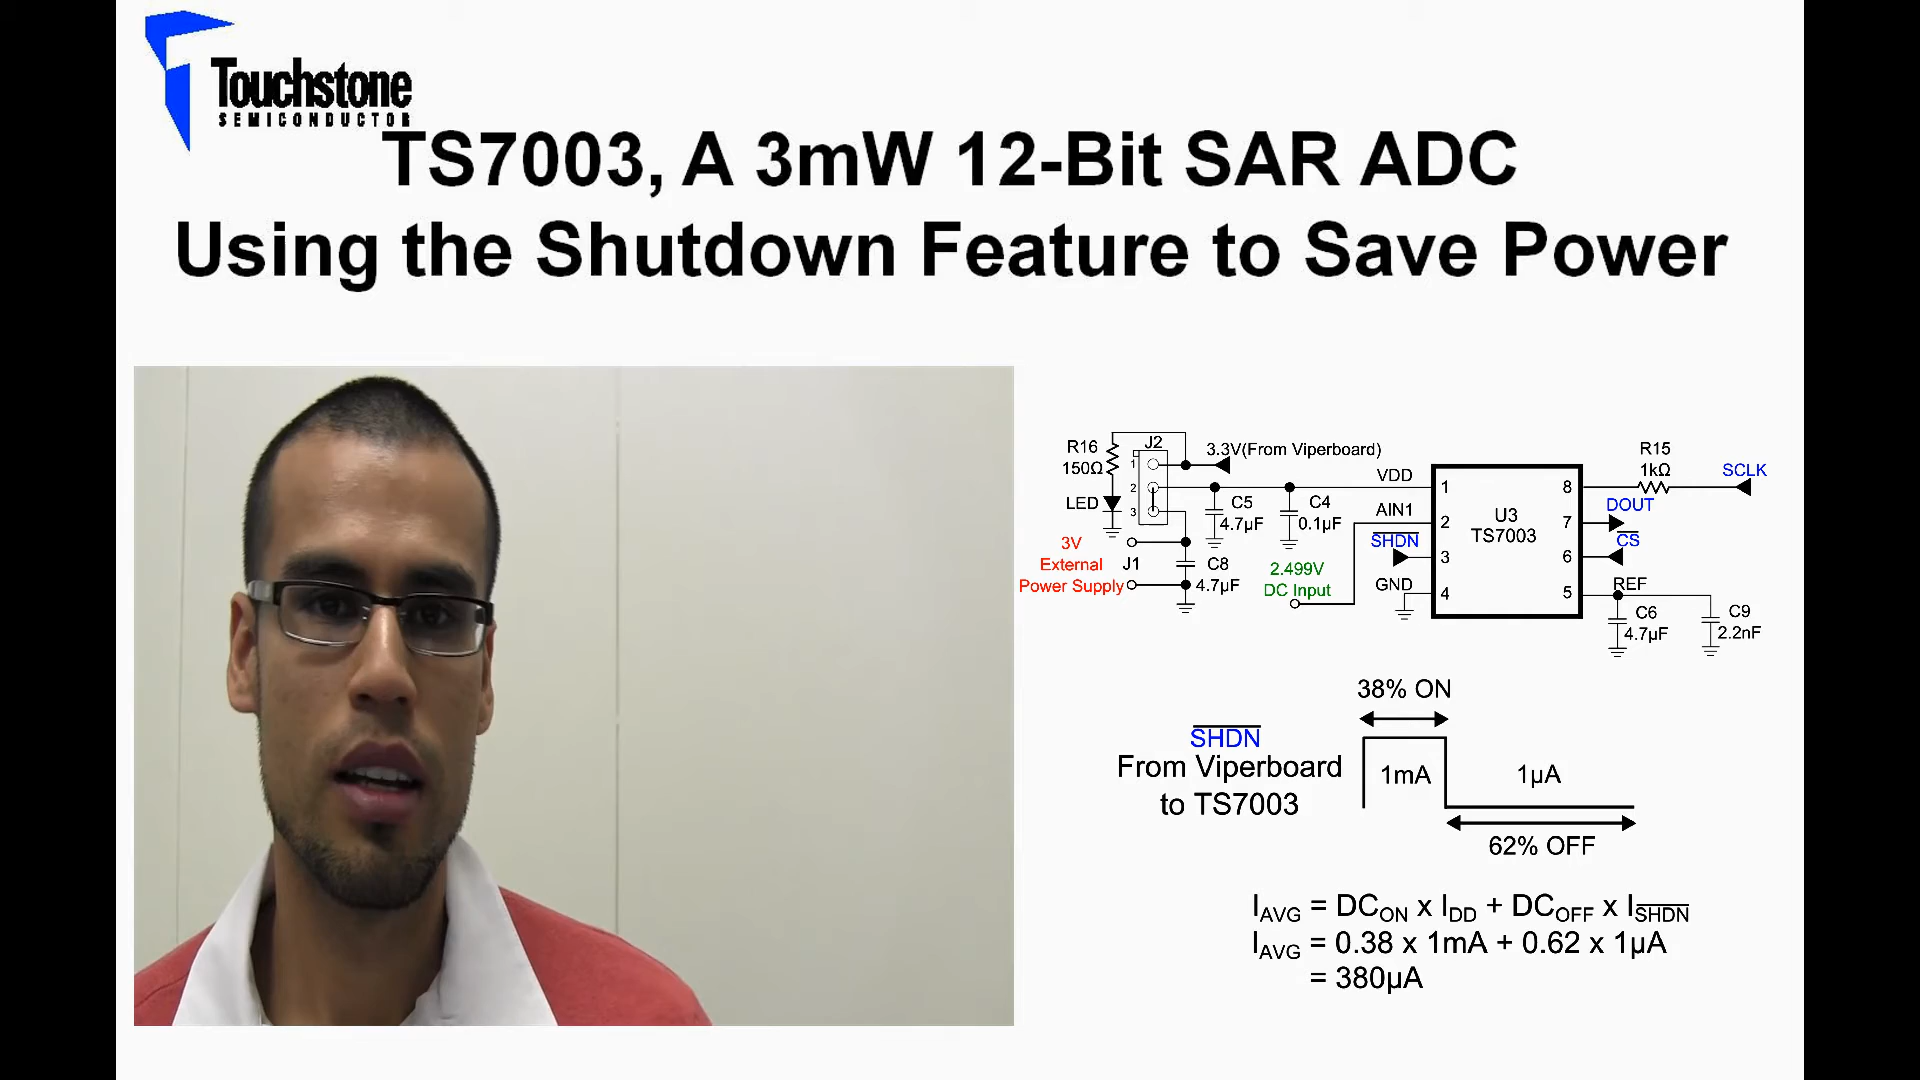 Touchstone
SEMICONDUCTOR
TS7003, A 3mW 12-Bit SAR ADC
Using the Shutdown Feature to Save Power
R16
150Ω
LED
J2
1
2
3
3.3V(From Viperboard)
C5
4.7µF
C4
0.1µF
3V
External
Power Supply
J1
C8
4.7µF
2.499V
DC Input
VDD
AIN1
SHDN
GND
1
2
3
4
U3
TS7003
8
7
6
5
R15
1kΩ
SCLK
DOUT
CS
REF
C6
4.7µF
C9
2.2nF
38% ON
SHDN
From Viperboard
to TS7003
1mA
1µA
62% OFF
IAVG = DCON x IDD + DCOFF x ISHDN
IAVG = 0.38 x 1mA + 0.62 x 1µA
= 380µA